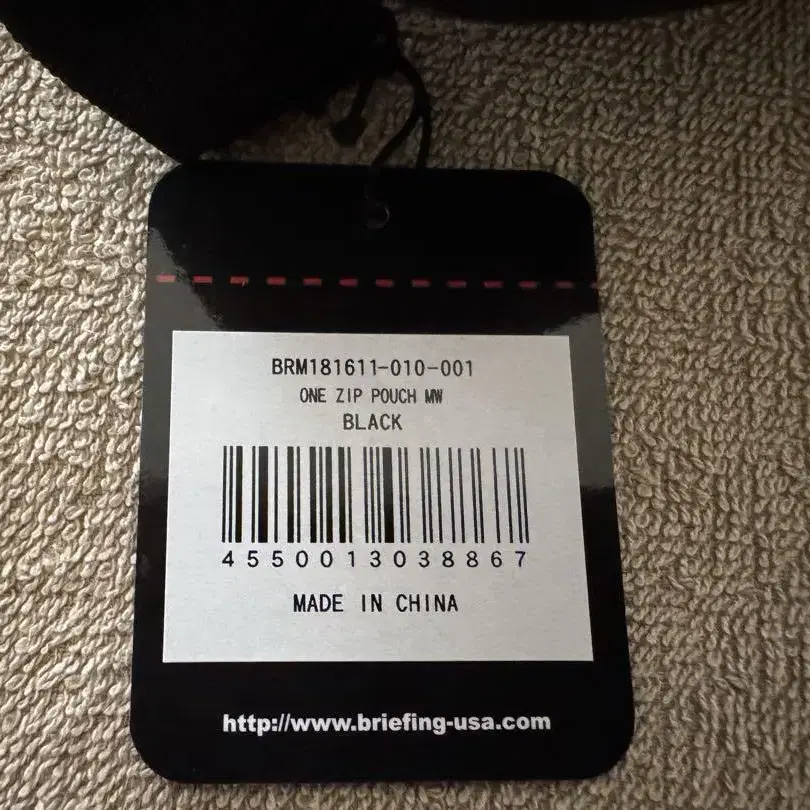 BRM181611-010-001
ONE ZIP POUCH MW
BLACK
4550013038867
MADE IN CHINA
http://www.briefing-usa.com